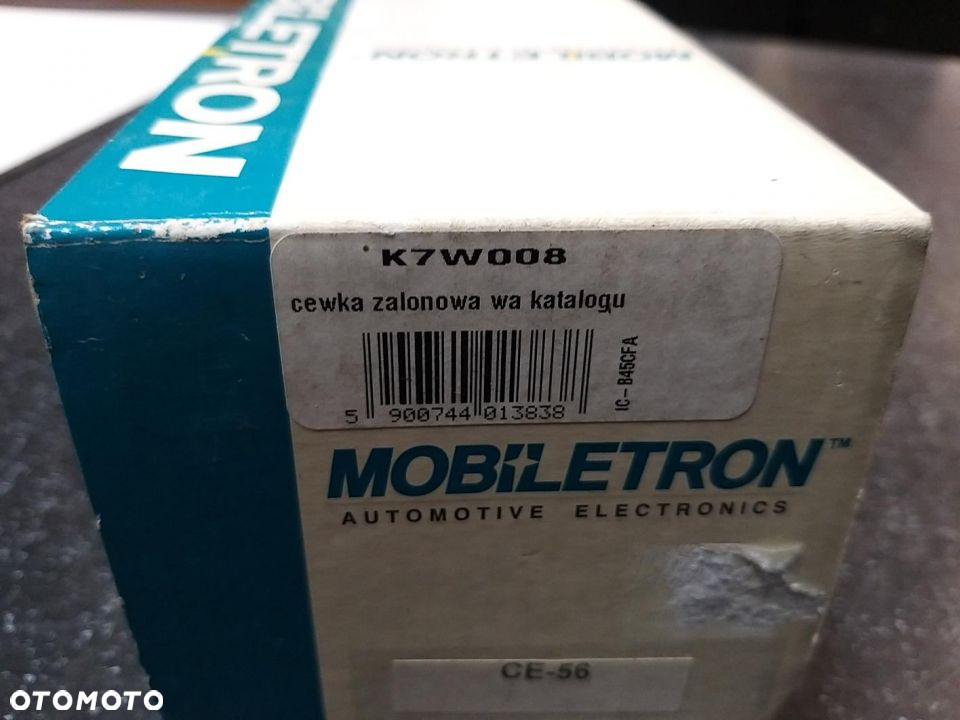 MOBILETRON
K7W008
cewka zalonowa wa katalogu
5 900744 013838
IC-B45CFA
MOBILETRON™
AUTOMOTIVE ELECTRONICS
CE-56
OTOMOTO